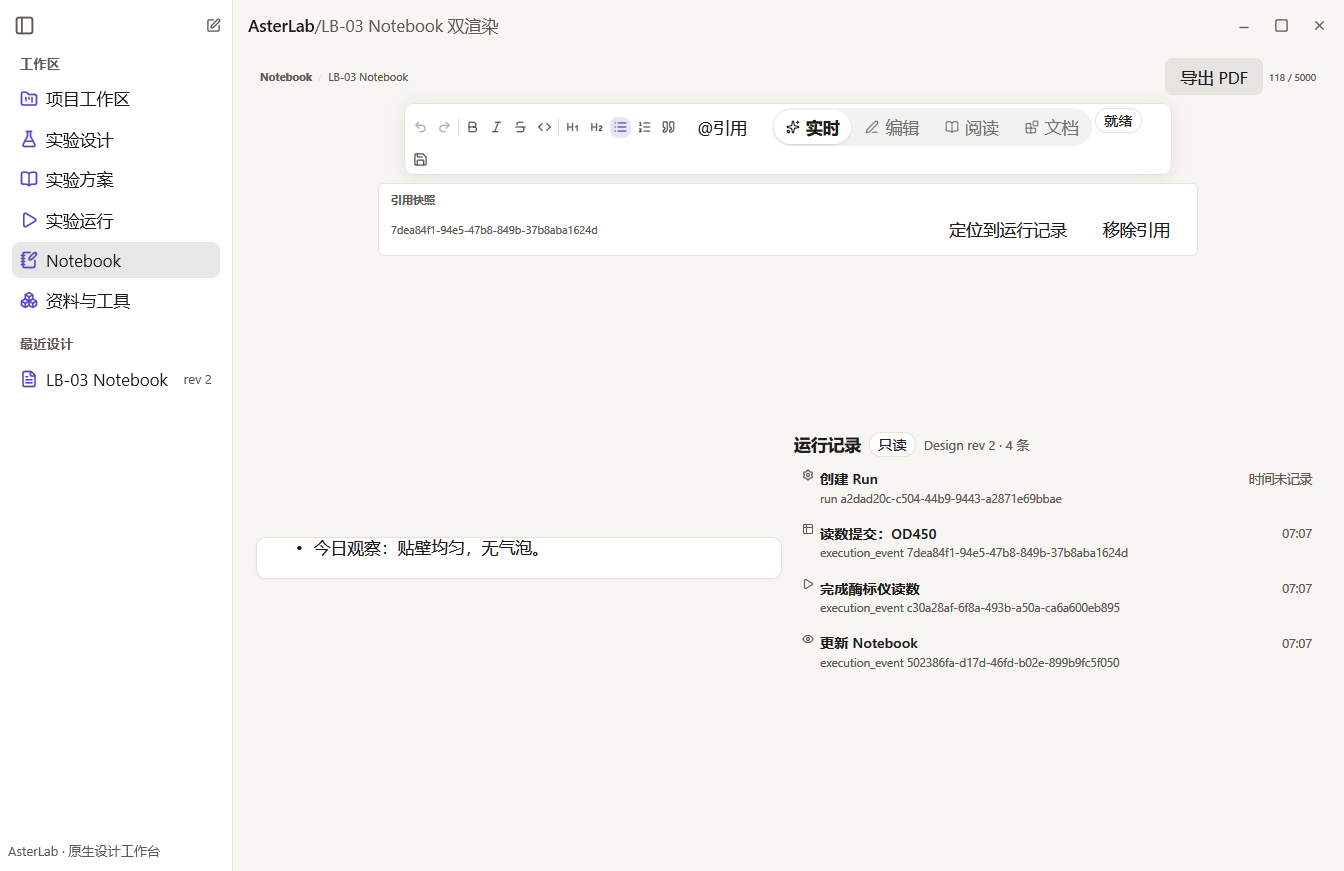 AsterLab/LB-03 Notebook 双渲染
工作区
项目工作区
实验设计
实验方案
实验运行
Notebook
资料与工具
最近设计
LB-03 Notebook rev 2
AsterLab · 原生设计工作台
Notebook / LB-03 Notebook
导出 PDF 118 / 5000
B I S <> H1 H2 @引用 实时 编辑 阅读 文档 就绪
引用快照
7dea84f1-94e5-47b8-849b-37b8aba1624d 定位到运行记录 移除引用
• 今日观察：贴壁均匀，无气泡。
运行记录 只读 Design rev 2 · 4 条
创建 Run 时间未记录
run a2dad20c-c504-44b9-9443-a2871e69bbae
读数提交：OD450 07:07
execution_event 7dea84f1-94e5-47b8-849b-37b8aba1624d
完成酶标仪读数 07:07
execution_event c30a28af-6f8a-493b-a50a-ca6a600eb895
更新 Notebook 07:07
execution_event 502386fa-d17d-46fd-b02e-899b9fc5f050